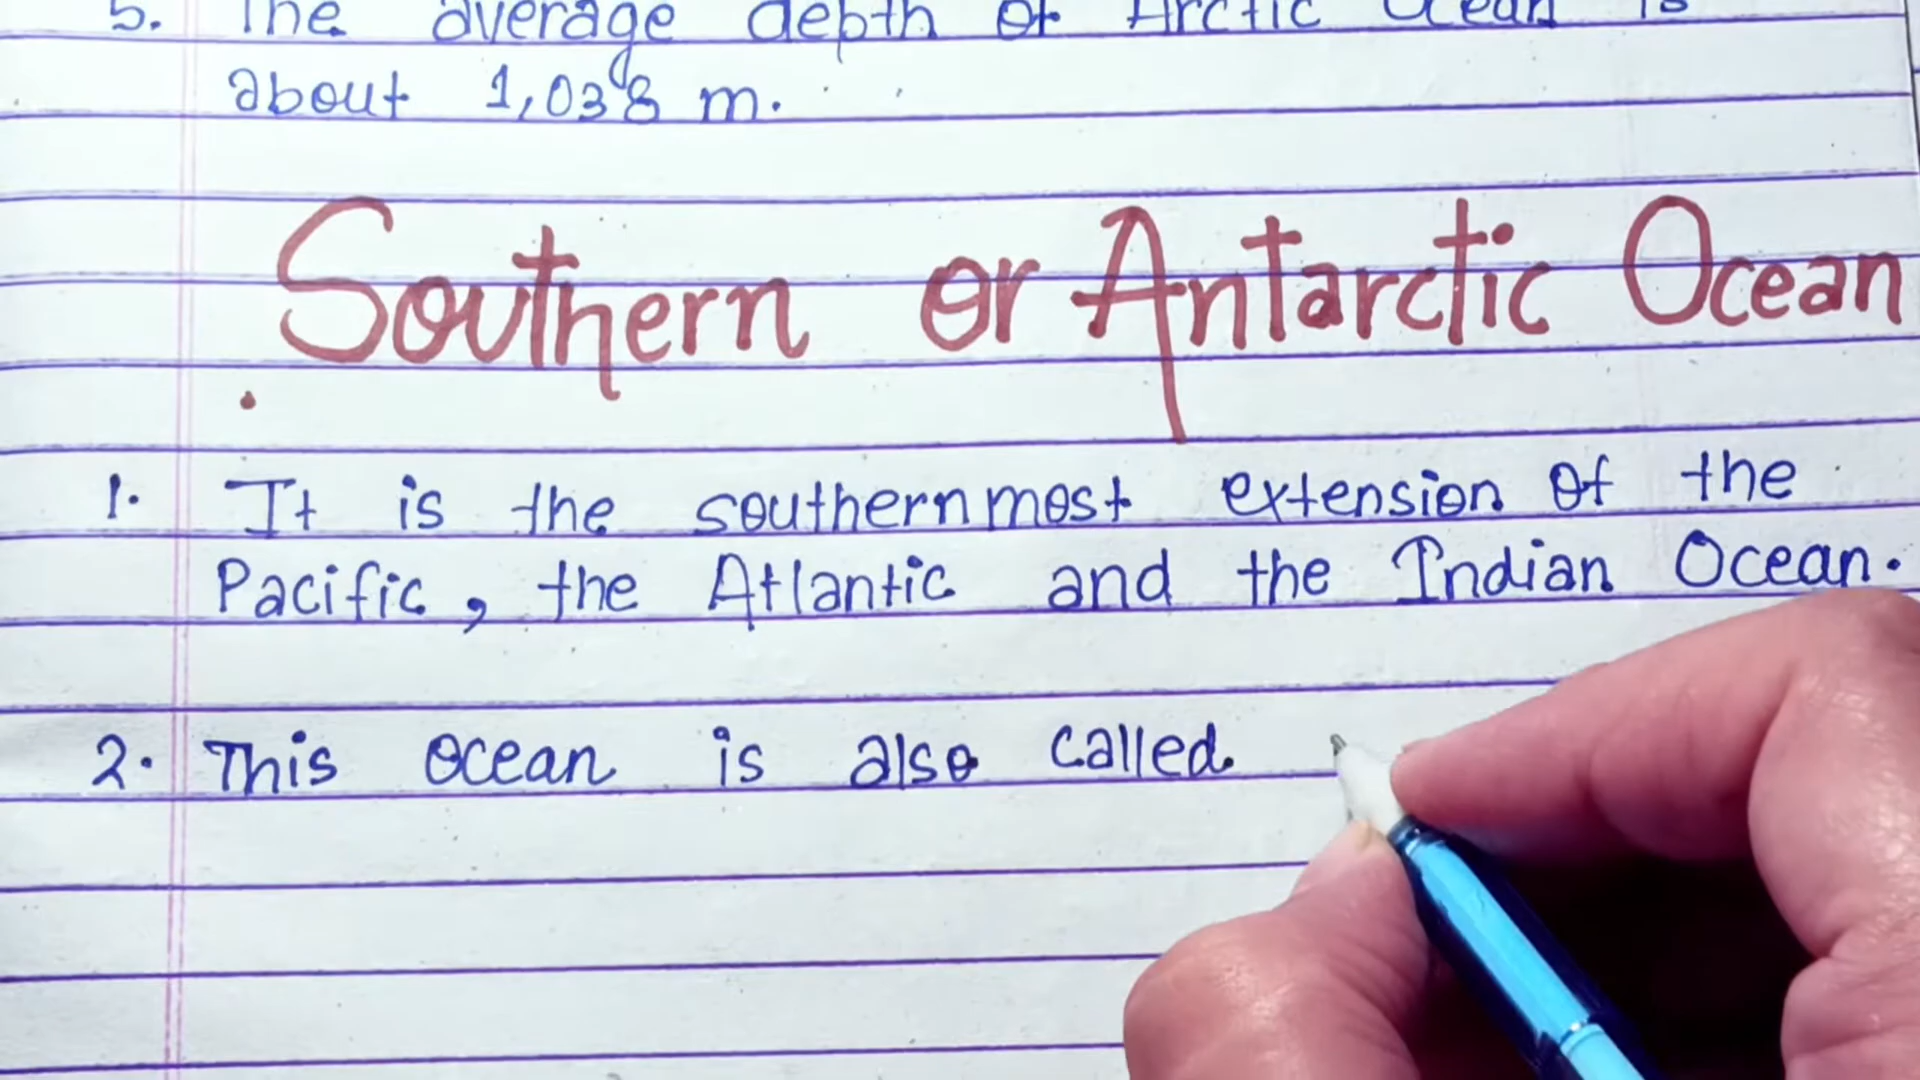 5. The average depth of Arctic Ocean is
about 1,038 m.
Southern or Antarctic Ocean
1. It is the southernmost extension of the
Pacific, the Atlantic and the Indian Ocean.
2. This ocean is also called.